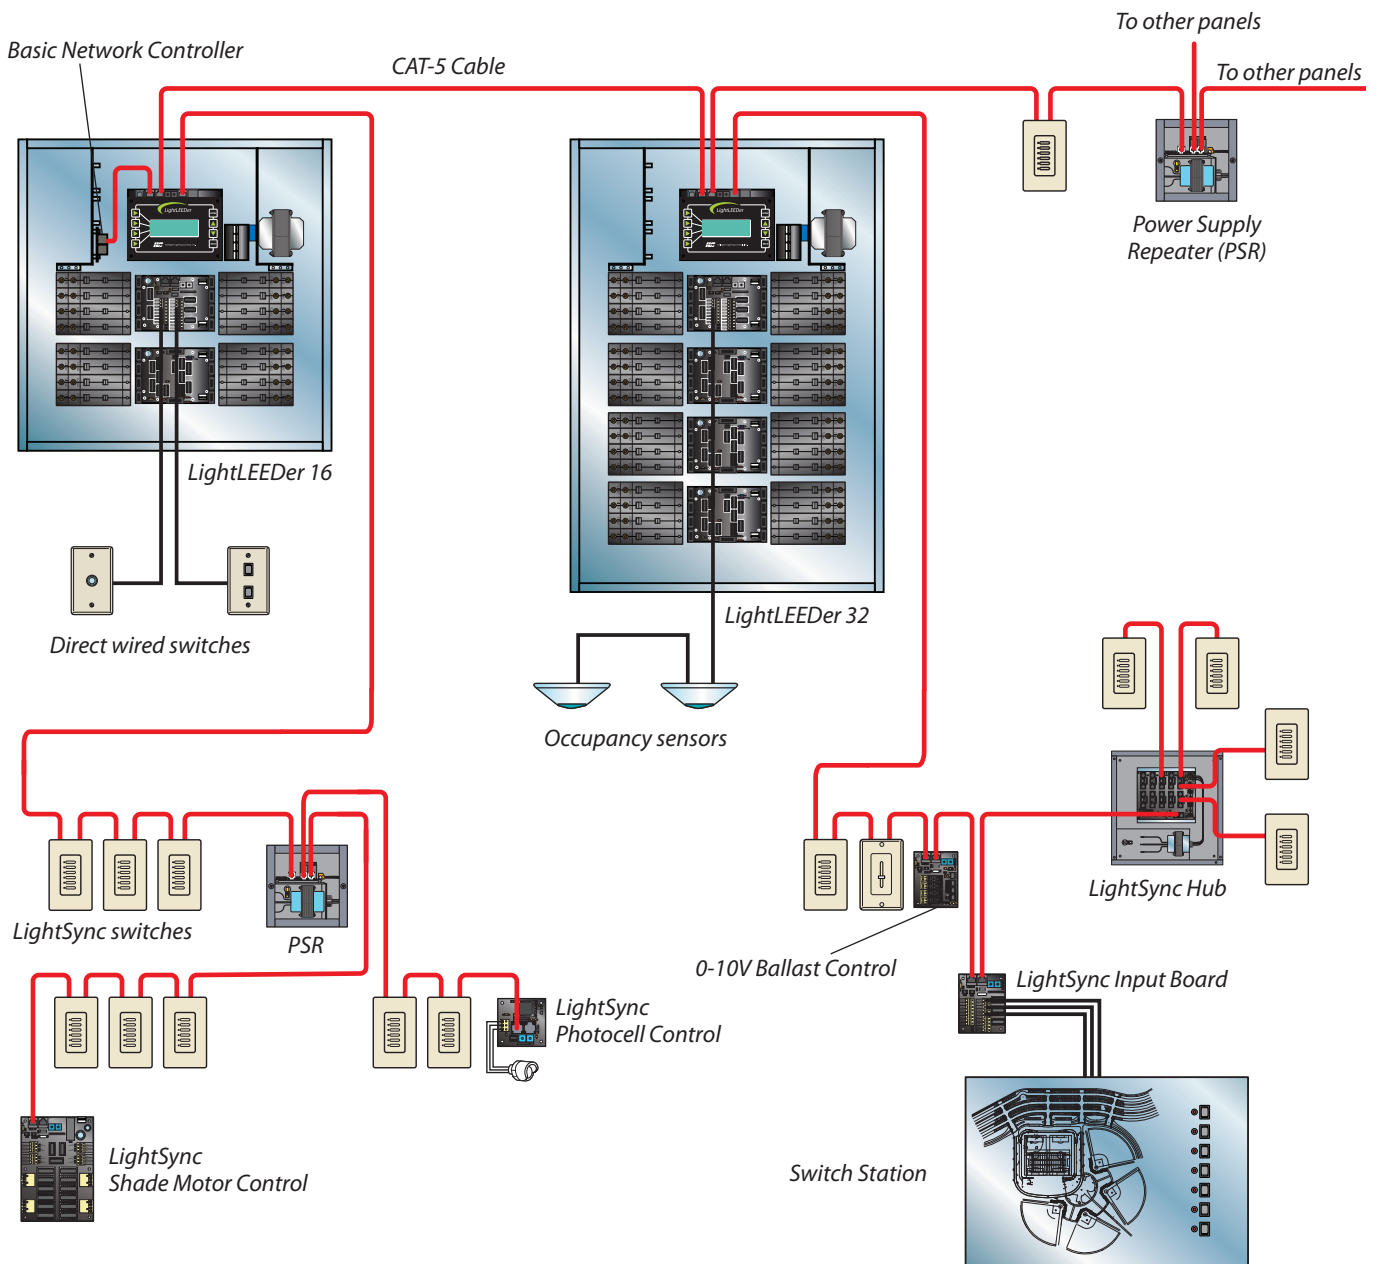 To other panels
Basic Network Controller
CAT-5 Cable
To other panels
LightLEEDer
LightLEEDer
Power Supply
Repeater (PSR)
LightLEEDer 16
LightLEEDer 32
Direct wired switches
Occupancy sensors
LightSync Hub
LightSync switches
PSR
0-10V Ballast Control
LightSync Input Board
LightSync
Photocell Control
LightSync
Shade Motor Control
Switch Station